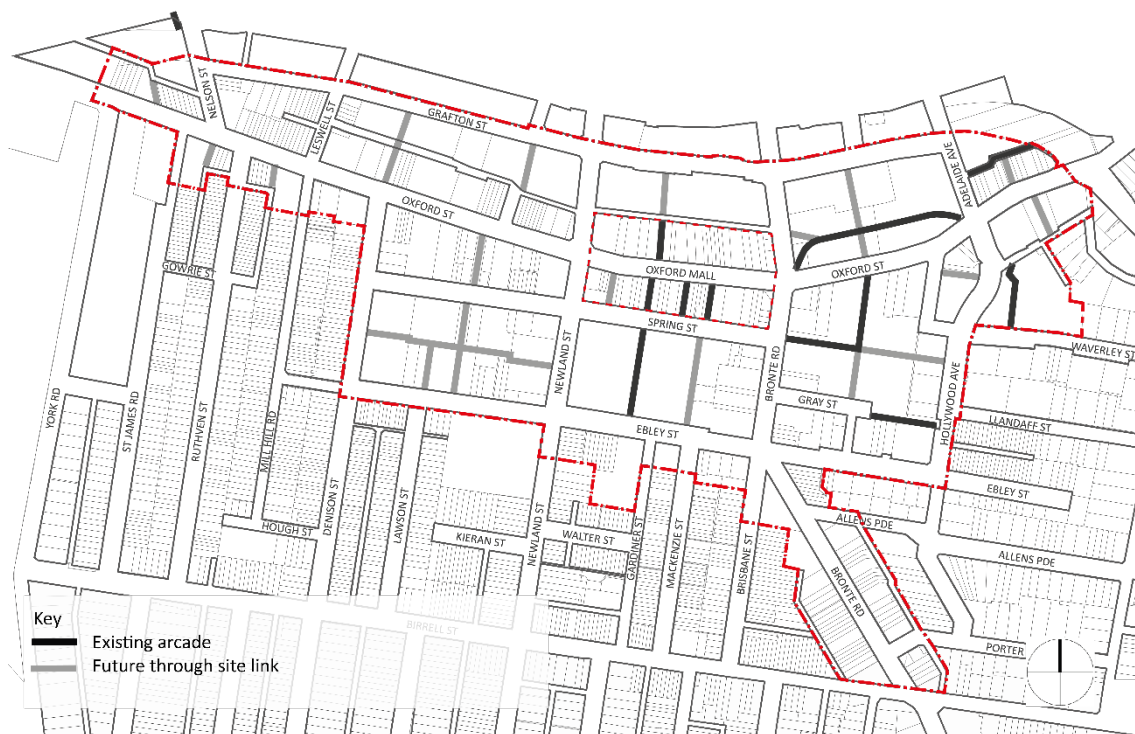 NELSON ST
LESWELL ST
GRAFTON ST
ADELAIDE AVE
OXFORD ST
OXFORD MALL
OXFORD ST
GOWRIE ST
SPRING ST
NEWLAND ST
BRONTE RD
WAVERLEY ST
HOLLYWOOD AVE
GRAY ST
LLANDAFF ST
YORK RD
ST JAMES RD
RUTHVEN ST
MILL HILL RD
EBLEY ST
EBLEY ST
DENISON ST
LAWSON ST
HOUGH ST
KIERAN ST
NEWLAND ST
WALTER ST
GARDINER ST
MACKENZIE ST
BRISBANE ST
ALLENS PDE
ALLENS PDE
BRONTE RD
BIRRELL ST
PORTER
Key
Existing arcade
Future through site link